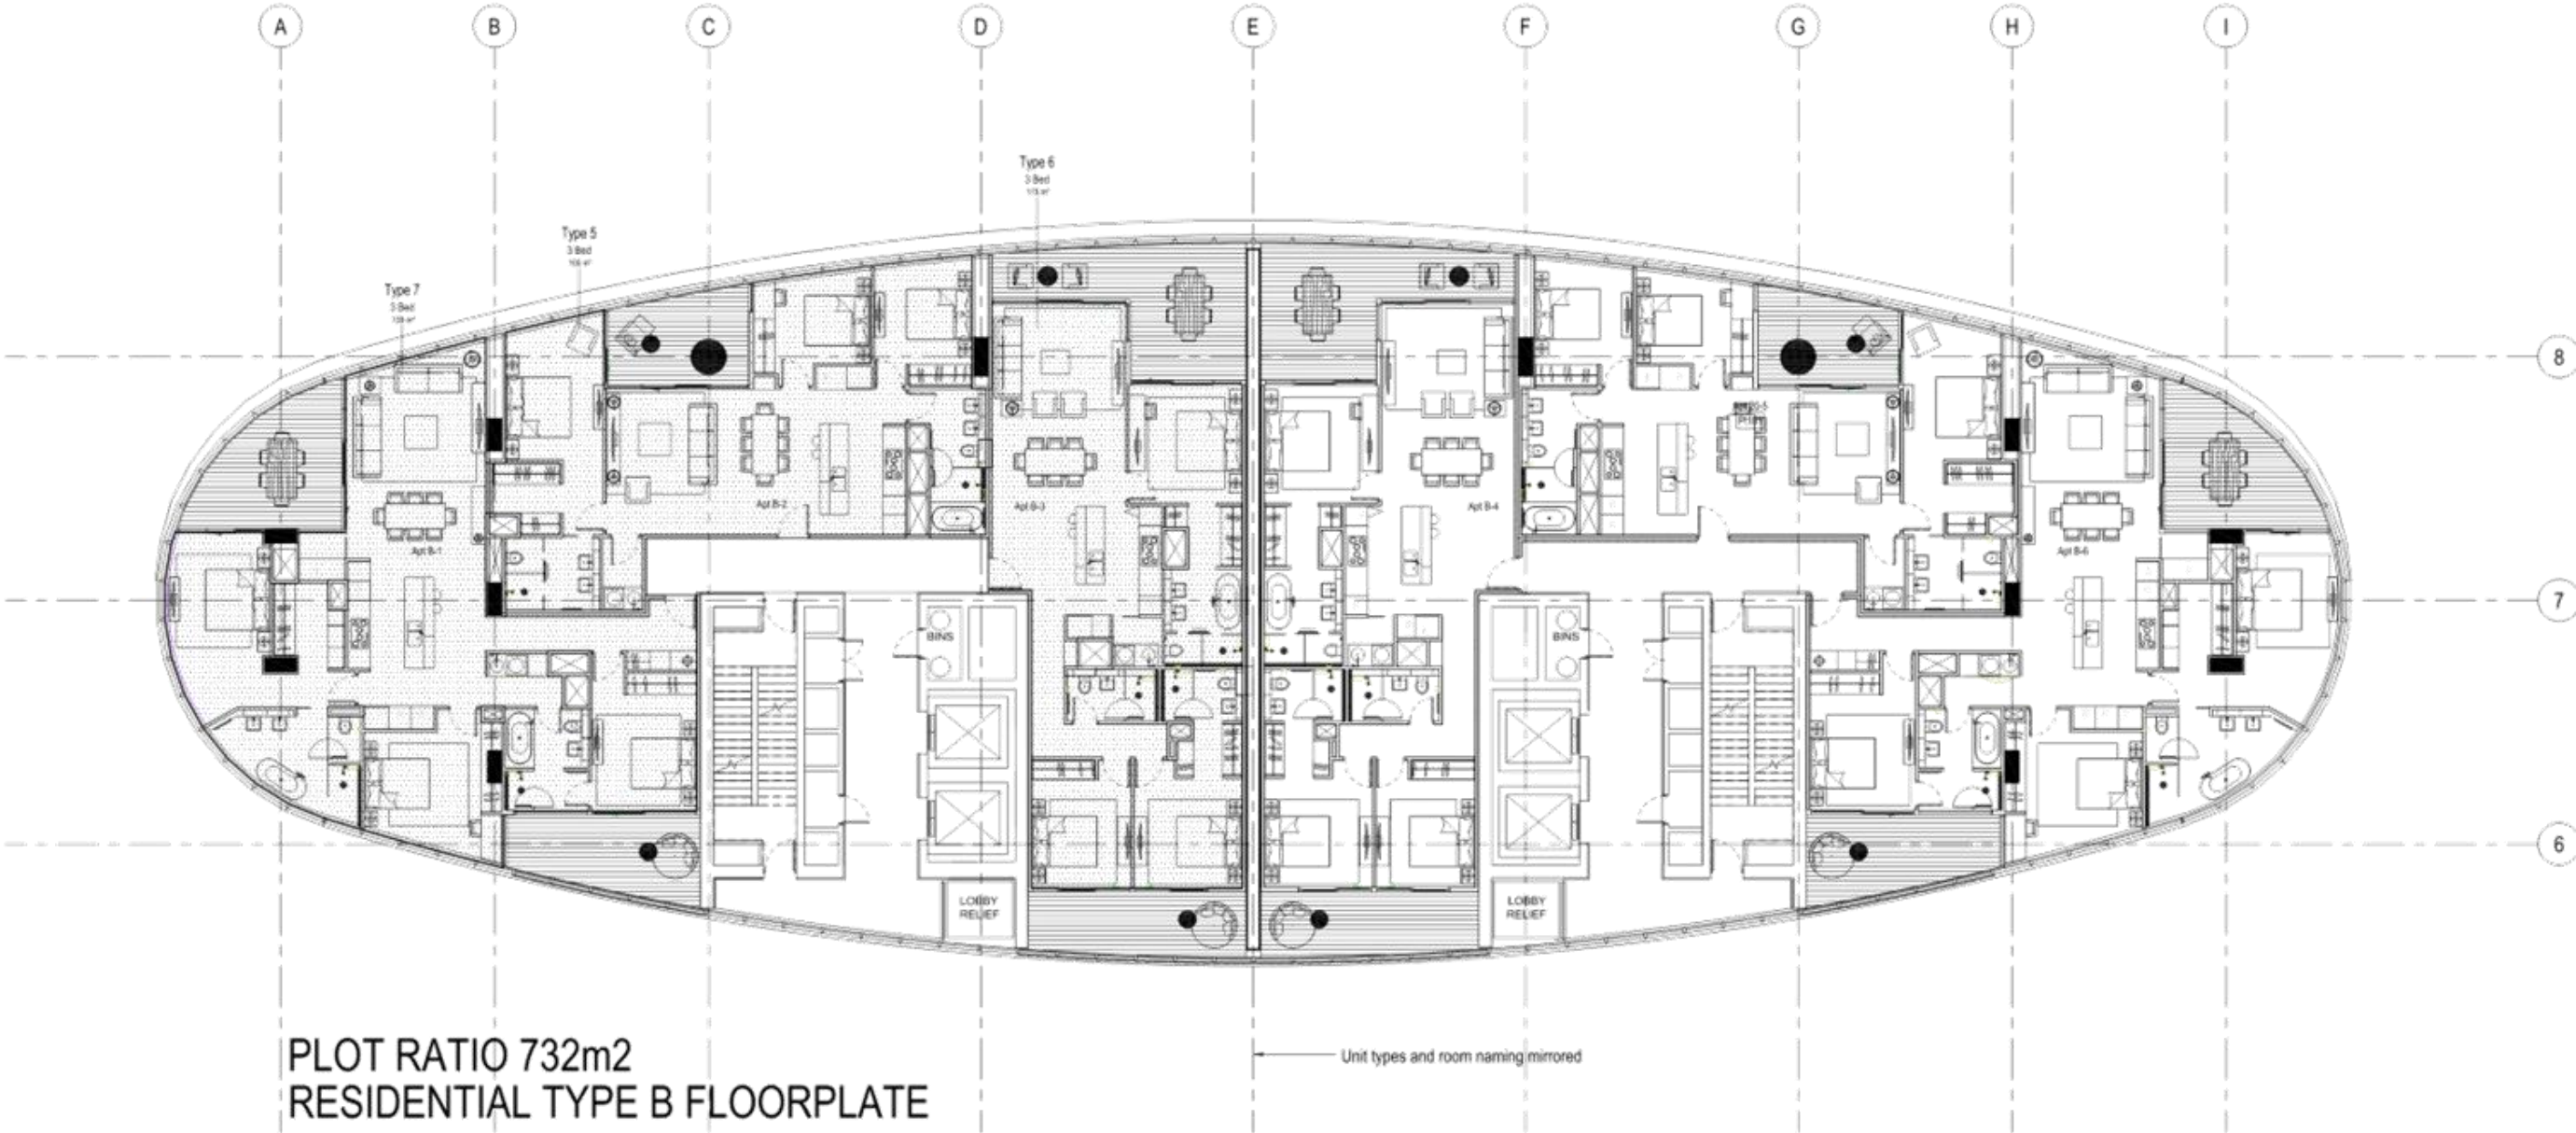 A B C D E F G H I
Type 6
3 Bed
Type 5
3 Bed
Type 7
3 Bed
8
Apt B-2
Apt B-3
Apt B-4
Apt B-1
Apt B-6
7
BINS
BINS
6
LOBBY
RELIEF
LOBBY
RELIEF
Unit types and room naming mirrored
PLOT RATIO 732m2
RESIDENTIAL TYPE B FLOORPLATE